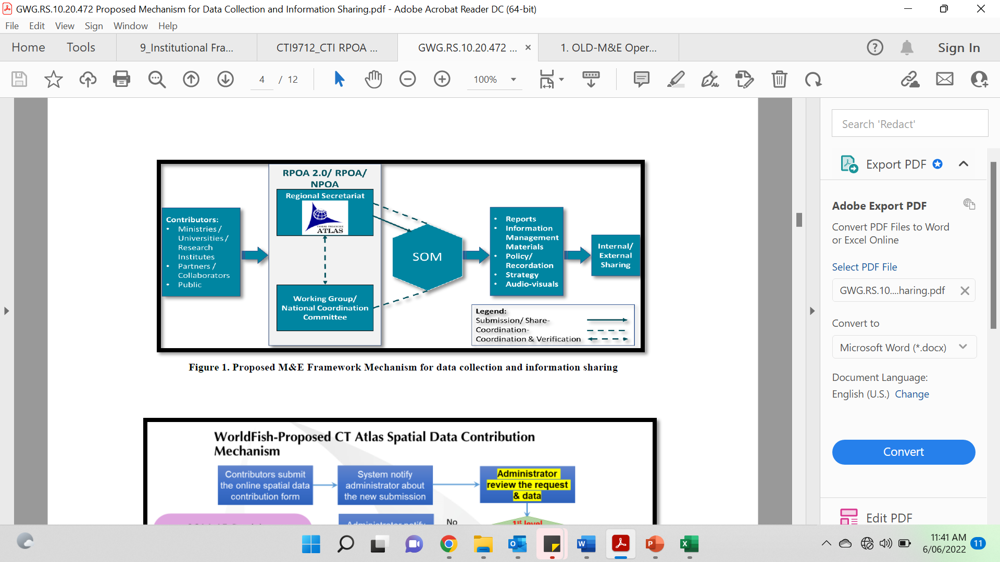 GWG.RS.10.20.472 Proposed Mechanism for Data Collection and Information Sharing.pdf - Adobe Acrobat Reader DC (64-bit)
File Edit View Sign Window Help
Home Tools 9_Institutional Fra... CTI9712_CTI RPOA ... GWG.RS.10.20.472 ... × 1. OLD-M&E Oper... Sign In
4 / 12 100%
Search 'Redact'
Export PDF
Adobe Export PDF
Convert PDF Files to Word
or Excel Online
Select PDF File
GWG.RS.10....haring.pdf
Convert to
Microsoft Word (*.docx)
Document Language:
English (U.S.) Change
Convert
Edit PDF
RPOA 2.0/ RPOA/
NPOA
Regional Secretariat
CORAL TRIANGLE
ATLAS
Contributors:
• Ministries /
Universities /
Research
Institutes
• Partners /
Collaborators
• Public
Working Group/
National Coordination
Committee
SOM
• Reports
• Information
Management
Materials
• Policy/
Recordation
• Strategy
• Audio-visuals
Internal/
External
Sharing
Legend:
Submission/ Share-
Coordination-
Coordination & Verification
Figure 1. Proposed M&E Framework Mechanism for data collection and information sharing
WorldFish-Proposed CT Atlas Spatial Data Contribution
Mechanism
Contributors submit
the online spatial data
contribution form
System notify
administrator about
the new submission
Administrator
review the request
& data
Administrator notify
No
1st level
11:41 AM
6/06/2022
11